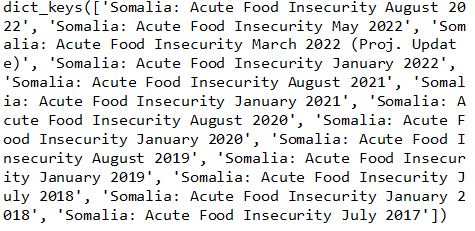 dict_keys(['Somalia: Acute Food Insecurity August 20
22', 'Somalia: Acute Food Insecurity May 2022', 'Som
alia: Acute Food Insecurity March 2022 (Proj. Updat
e)', 'Somalia: Acute Food Insecurity January 2022',
'Somalia: Acute Food Insecurity August 2021', 'Somal
ia: Acute Food Insecurity January 2021', 'Somalia: A
cute Food Insecurity August 2020', 'Somalia: Acute F
ood Insecurity January 2020', 'Somalia: Acute Food I
nsecurity August 2019', 'Somalia: Acute Food Insecur
ity January 2019', 'Somalia: Acute Food Insecurity J
uly 2018', 'Somalia: Acute Food Insecurity January 2
018', 'Somalia: Acute Food Insecurity July 2017'])